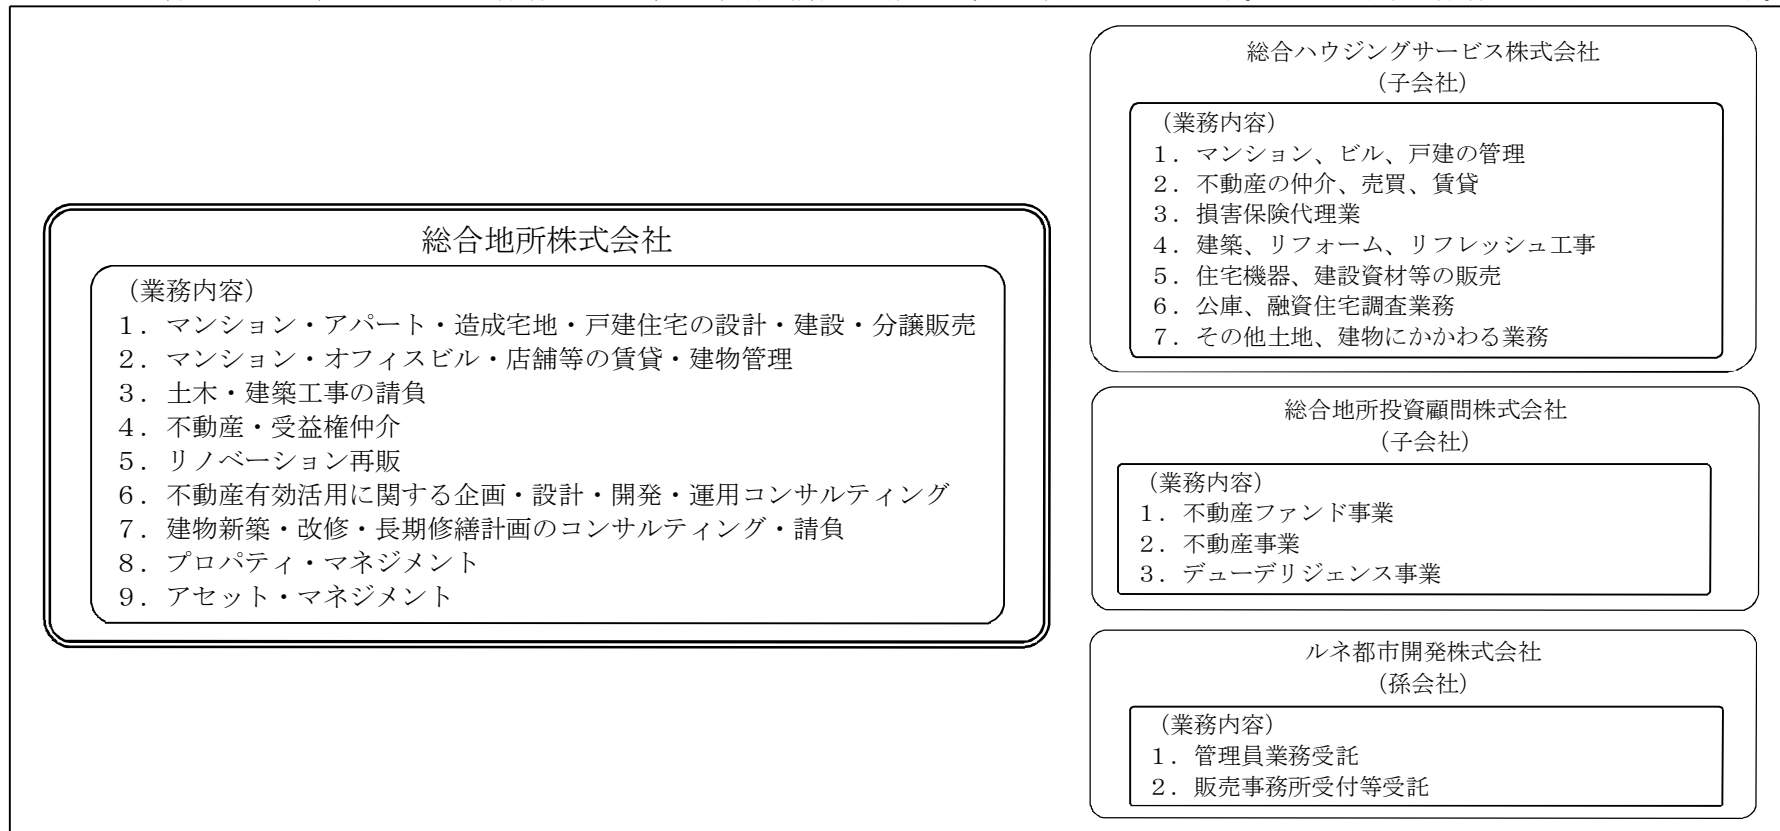 総合地所株式会社
（業務内容）
１．マンション・アパート・造成宅地・戸建住宅の設計・建設・分譲販売
２．マンション・オフィスビル・店舗等の賃貸・建物管理
３．土木・建築工事の請負
４．不動産・受益権仲介
５．リノベーション再販
６．不動産有効活用に関する企画・設計・開発・運用コンサルティング
７．建物新築・改修・長期修繕計画のコンサルティング・請負
８．プロパティ・マネジメント
９．アセット・マネジメント
総合ハウジングサービス株式会社
（子会社）
（業務内容）
１．マンション、ビル、戸建の管理
２．不動産の仲介、売買、賃貸
３．損害保険代理業
４．建築、リフォーム、リフレッシュ工事
５．住宅機器、建設資材等の販売
６．公庫、融資住宅調査業務
７．その他土地、建物にかかわる業務
総合地所投資顧問株式会社
（子会社）
（業務内容）
１．不動産ファンド事業
２．不動産事業
３．デューデリジェンス事業
ルネ都市開発株式会社
（孫会社）
（業務内容）
１．管理員業務受託
２．販売事務所受付等受託